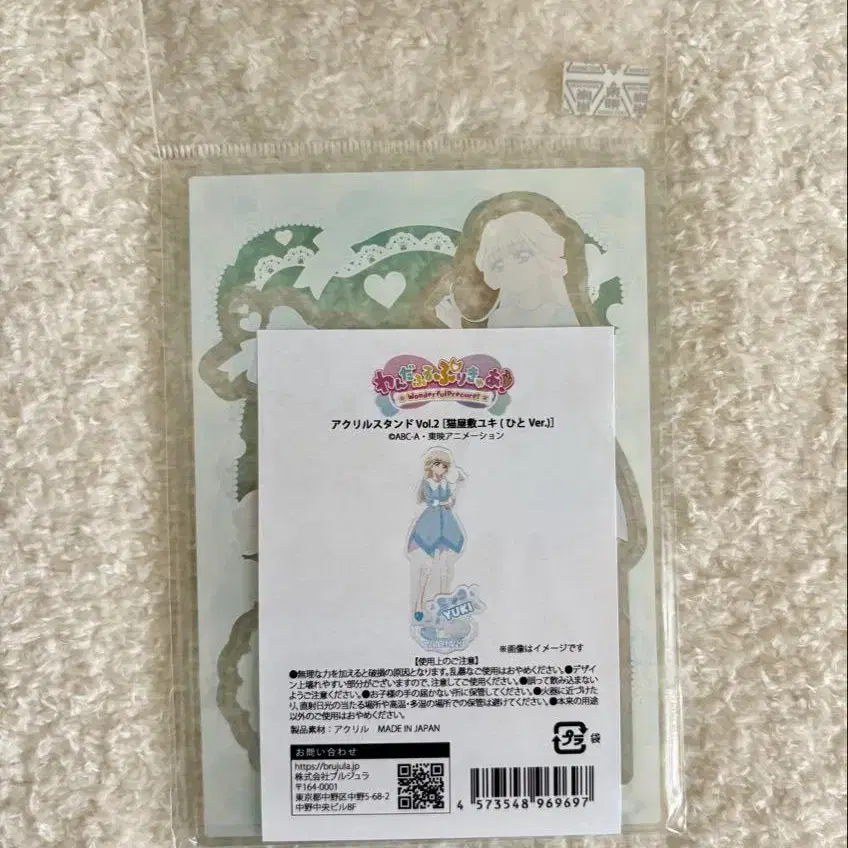 わんだふるぷりきゅあ!
WonderfulPrecure!
アクリルスタンド Vol.2 [猫屋敷ユキ ( ひと Ver.)]
©ABC-A・東映アニメーション
YUKI
※画像はイメージです
【使用上のご注意】
●無理な力を加えると破損の原因となります。乱暴なご使用はおやめください。●デザイン
上壊れやすい部分がございますので、注意してご使用ください。●誤って飲み込まない
ようご注意ください。●お子様の手の届かない所に保管してください。●火器に近づけた
り、直射日光の当たる場所や高温・多湿の場所での保管は避けてください。●本来の用途
以外のご使用はおやめください。
製品素材：アクリル MADE IN JAPAN
プラ 袋
お問い合わせ
https://brujula.jp
株式会社ブルジュラ
〒164-0001
東京都中野区中野5-68-2
中野中央ビル8F
4 573548 969697